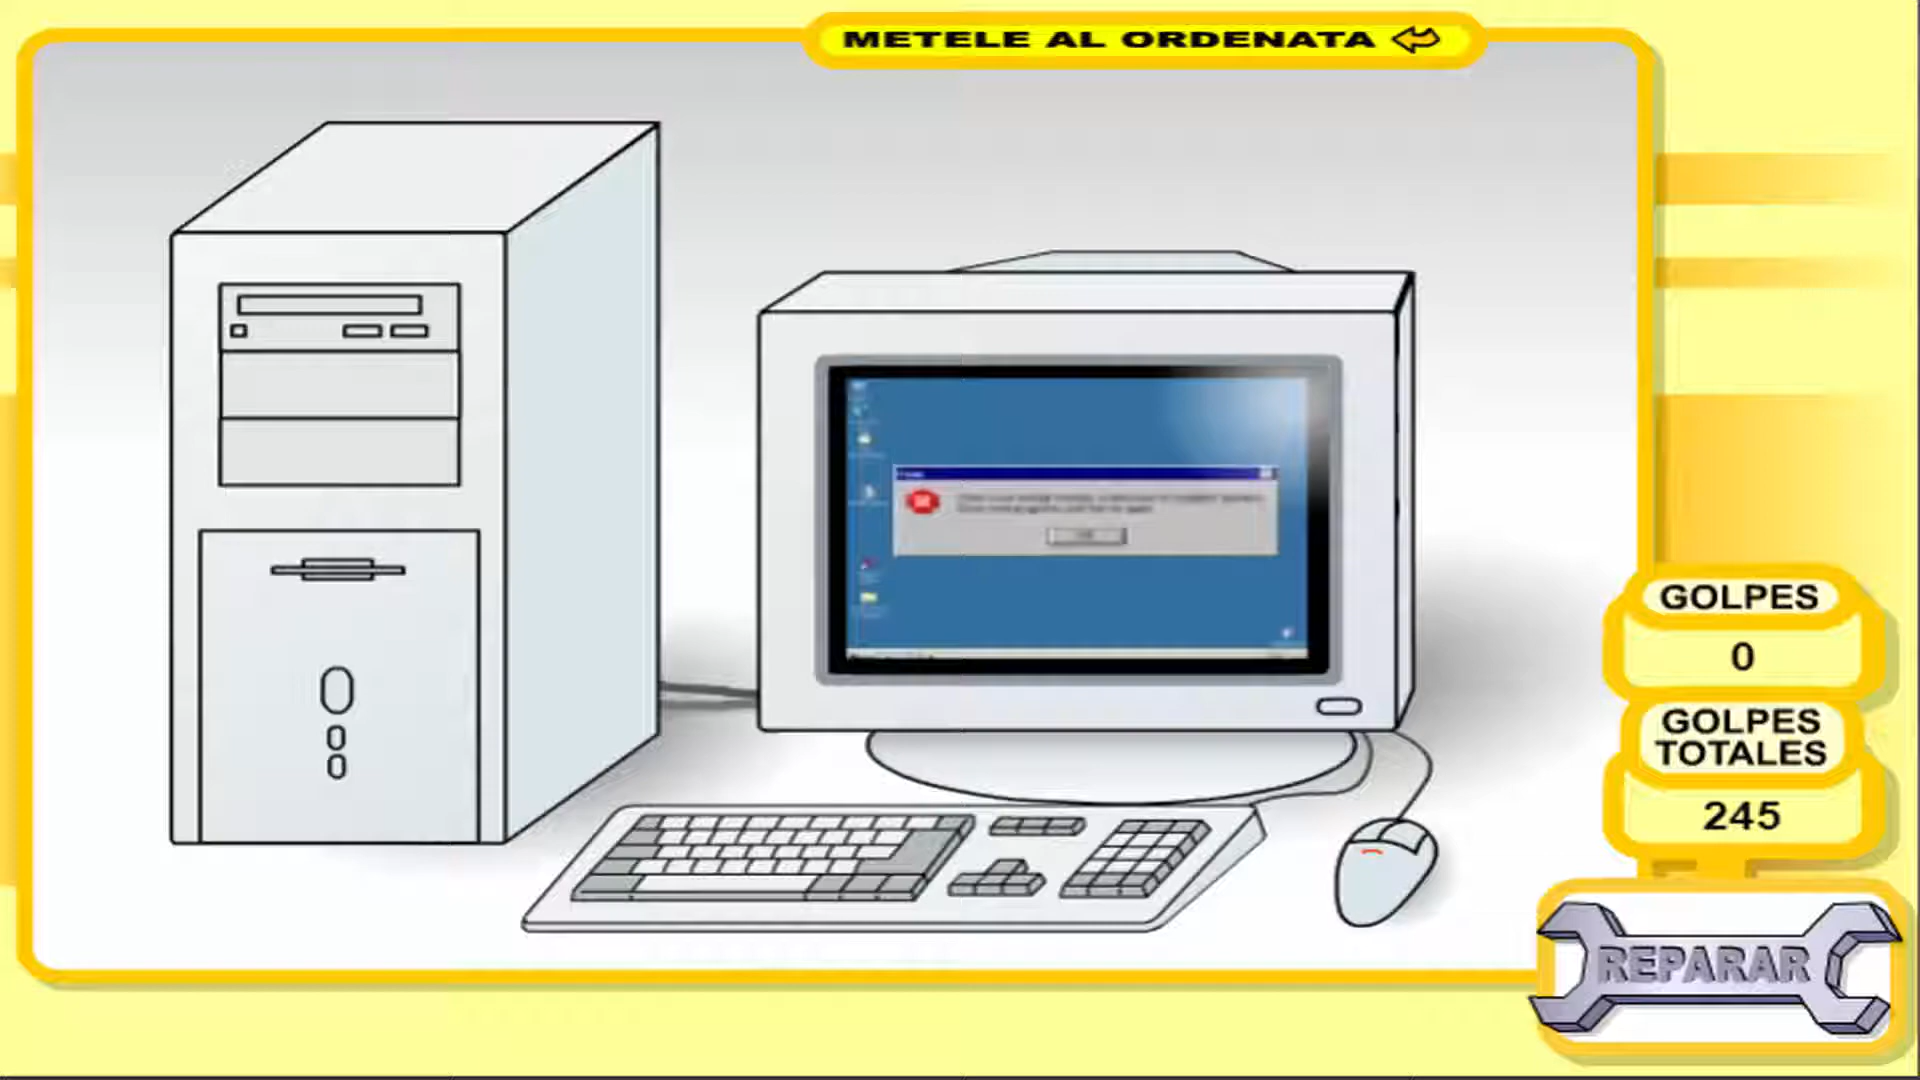 METELE AL ORDENATA
GOLPES
0
GOLPES
TOTALES
245
REPARAR